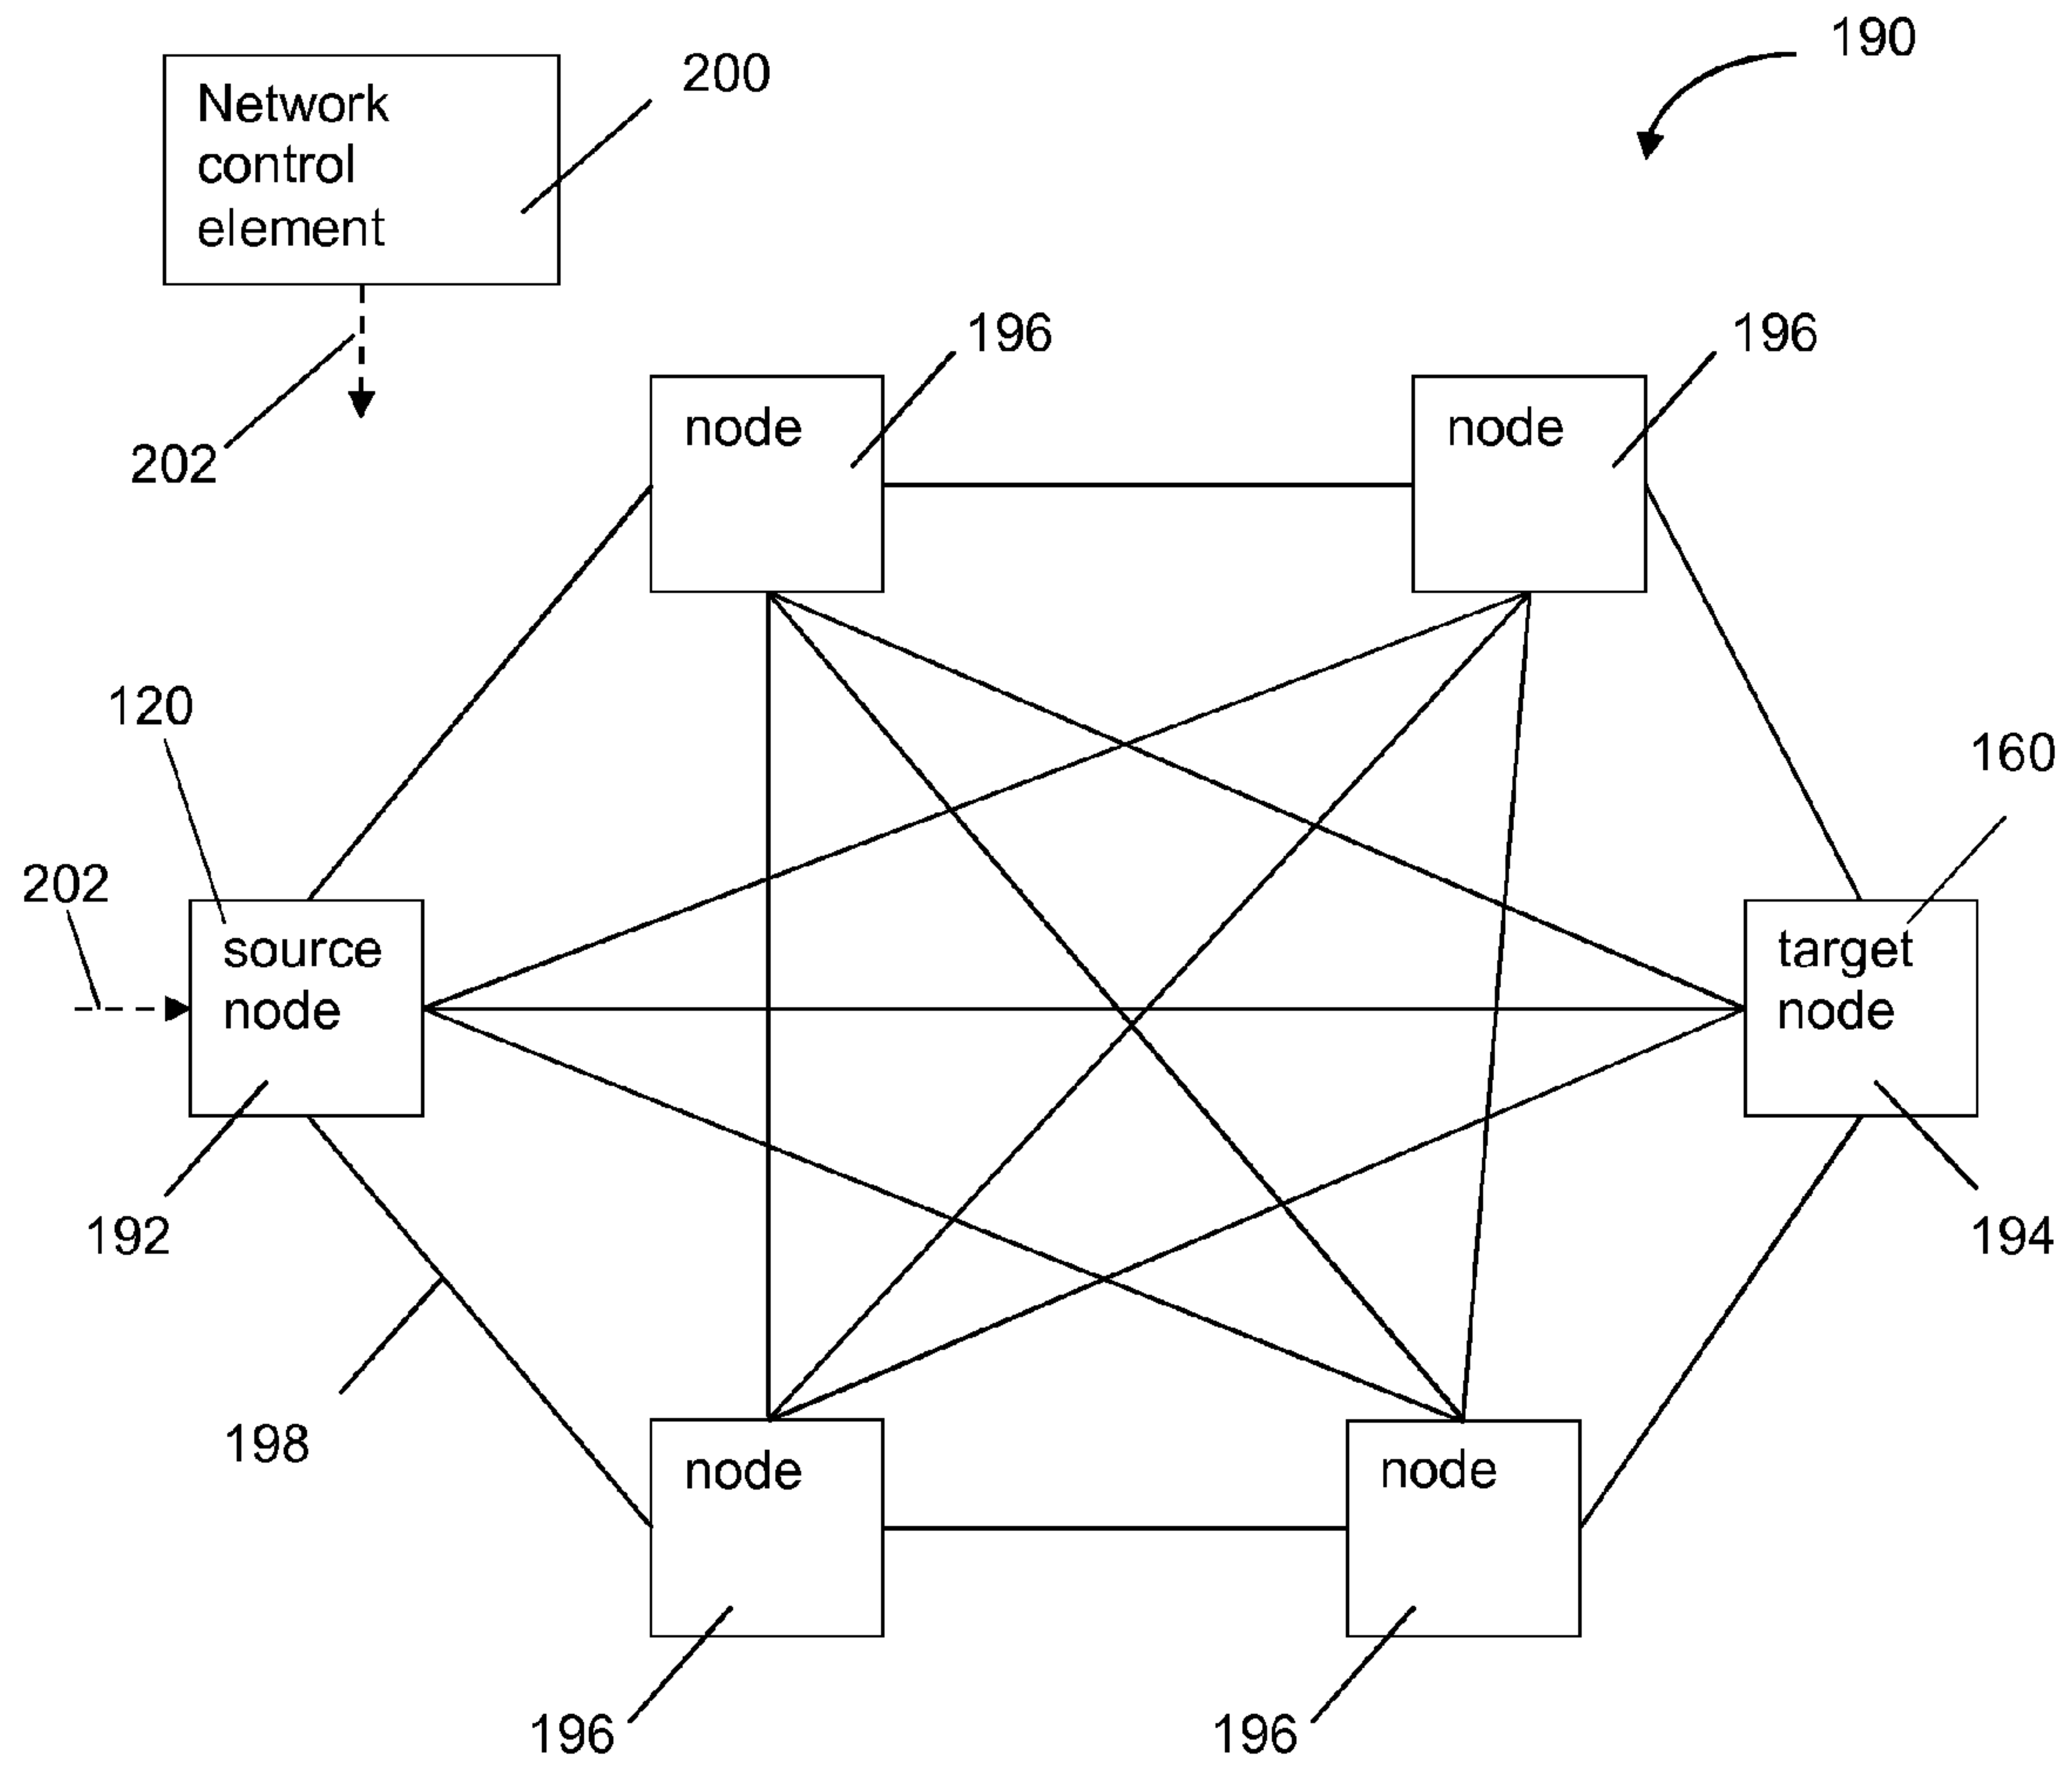 190
Network
control
element
200
202
196
196
node
node
120
160
202
source
node
target
node
192
194
198
node
node
196
196